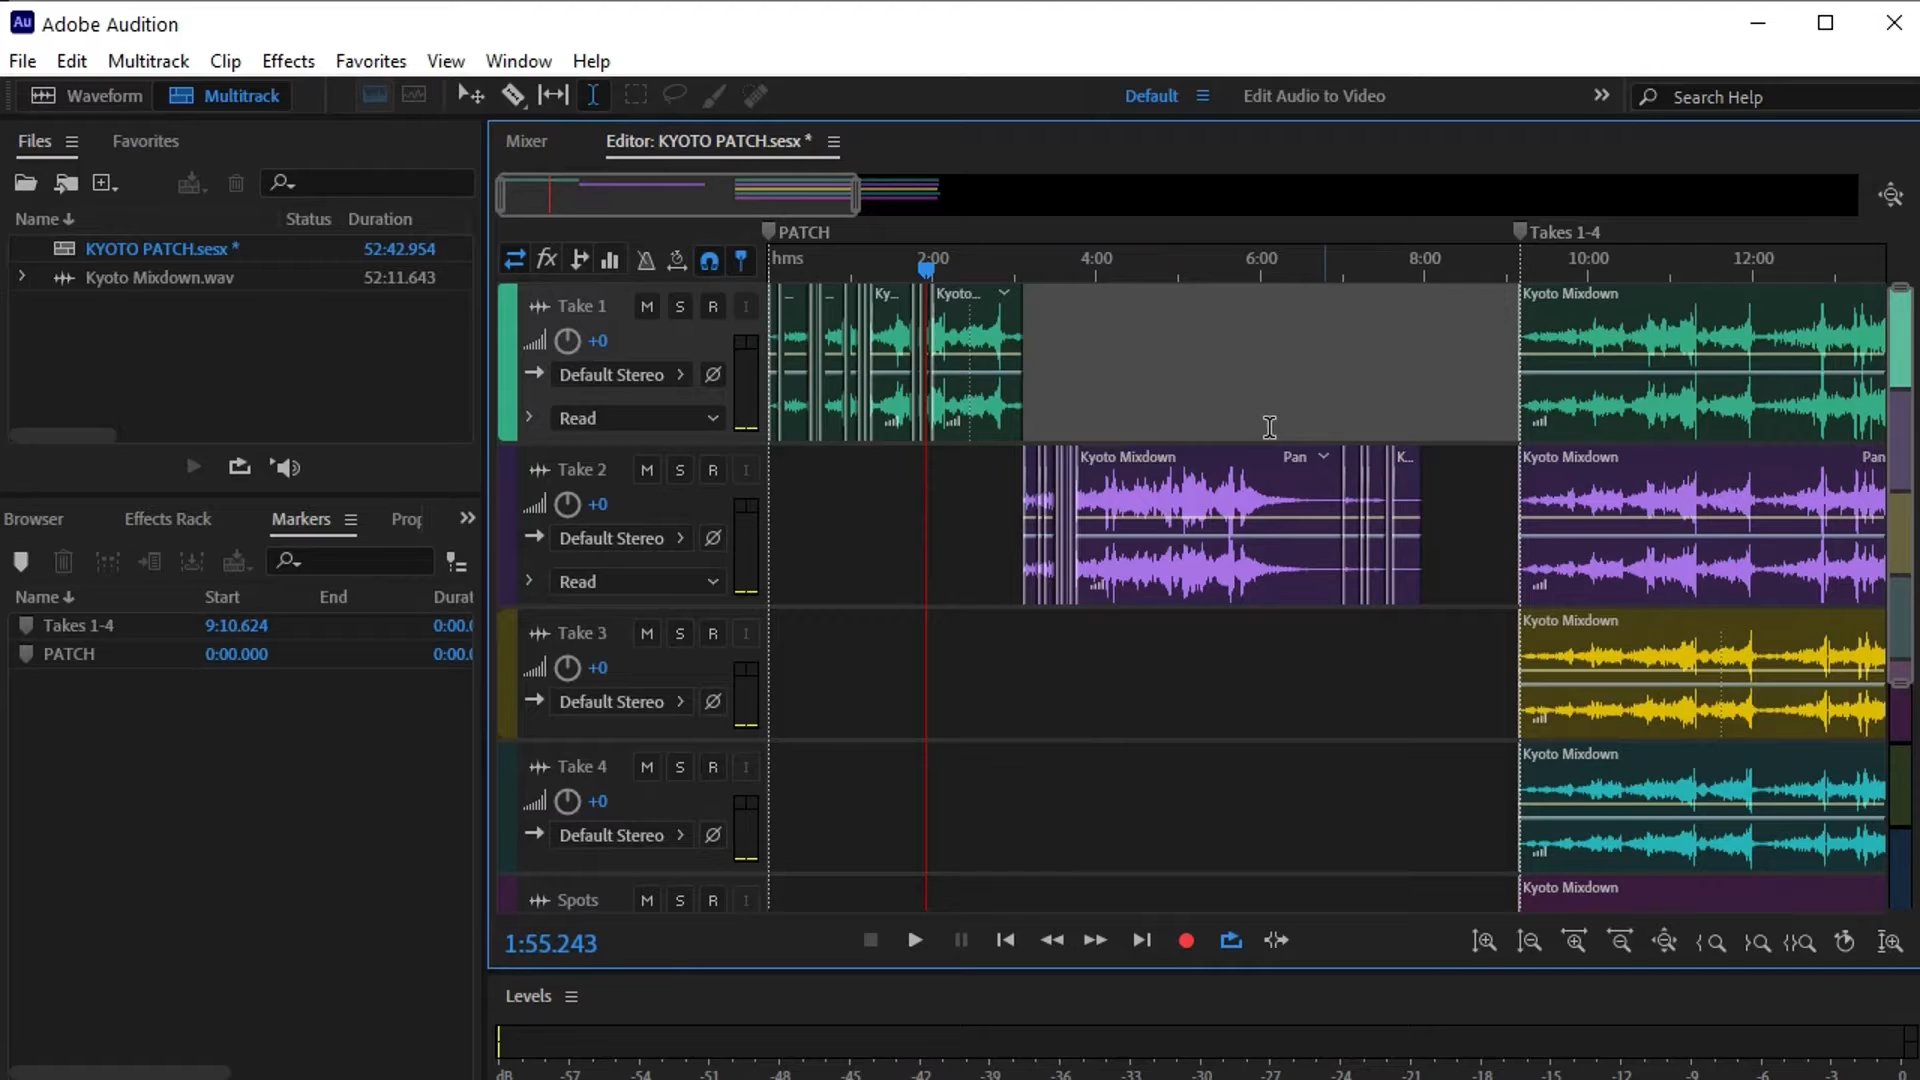 Au Adobe Audition
File Edit Multitrack Clip Effects Favorites View Window Help
Waveform Multitrack Default Edit Audio to Video Search Help
Files Favorites
Name Status Duration
KYOTO PATCH.sesx * 52:42.954
Kyoto Mixdown.wav 52:11.643
Browser Effects Rack Markers
Name Start End
Takes 1-4 9:10.624 0:00.
PATCH 0:00.000 0:00.
Mixer Editor: KYOTO PATCH.sesx *
PATCH Takes 1-4
fx hms 2:00 4:00 6:00 8:00 10:00 12:00
Take 1 M S R I
Ky... Kyoto... Kyoto Mixdown
+0
Default Stereo
Read
Take 2 M S R I
Kyoto Mixdown Pan K... Kyoto Mixdown Pan
+0
Default Stereo
Read
Take 3 M S R I
Kyoto Mixdown
+0
Default Stereo
Take 4 M S R I
Kyoto Mixdown
+0
Default Stereo
Spots M S R I
Kyoto Mixdown
1:55.243
Levels
dB -57 -54 -51 -48 -45 -42 -39 -36 -33 -30 -27 -24 -21 -18 -15 -12 -9 -6 -3 0